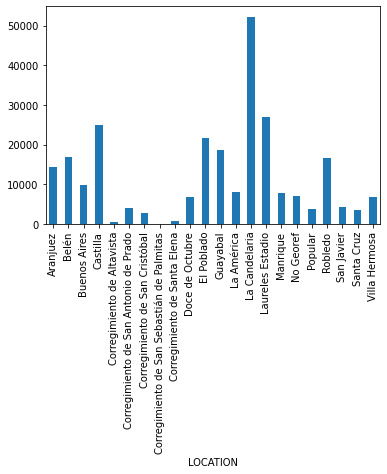 50000
40000
30000
20000
10000
0
Aranjuez
Belén
Buenos Aires
Castilla
Corregimiento de Altavista
Corregimiento de San Antonio de Prado
Corregimiento de San Cristóbal
Corregimiento de San Sebastián de Palmitas
Corregimiento de Santa Elena
Doce de Octubre
El Poblado
Guayabal
La América
La Candelaria
Laureles Estadio
Manrique
No Georef
Popular
Robledo
San Javier
Santa Cruz
Villa Hermosa
LOCATION